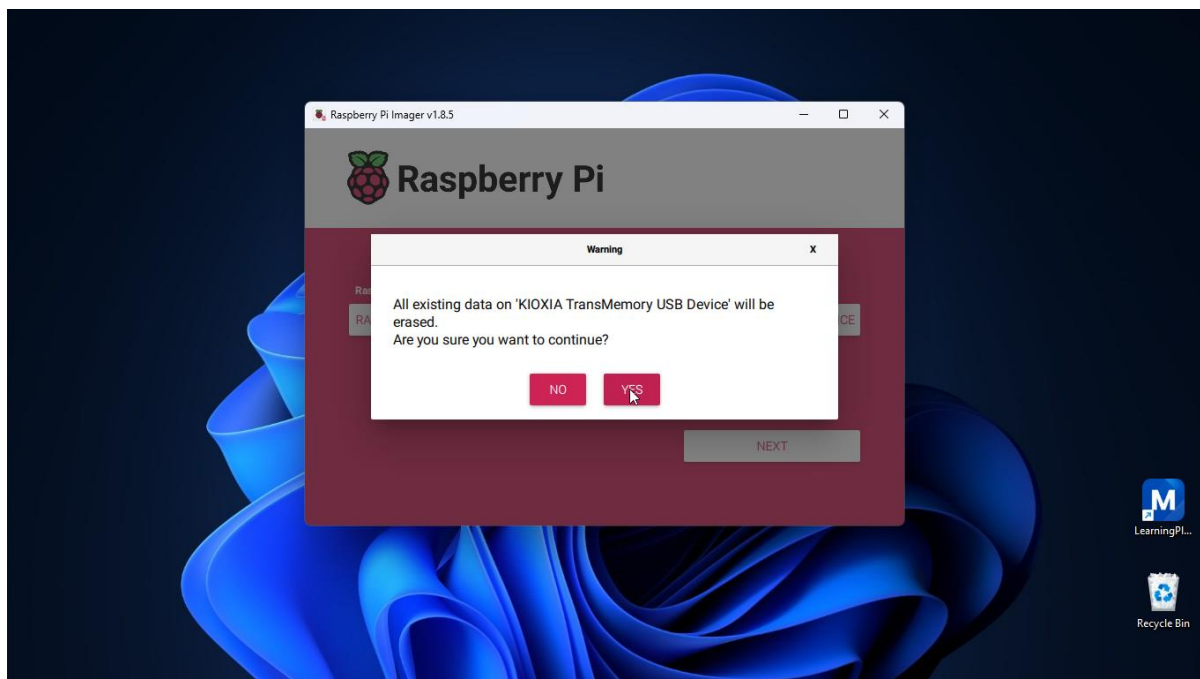 Raspberry Pi Imager v1.8.5
Raspberry Pi
Warning
X
All existing data on 'KIOXIA TransMemory USB Device' will be
erased.
Are you sure you want to continue?
NO
YES
NEXT
LearningPl...
Recycle Bin